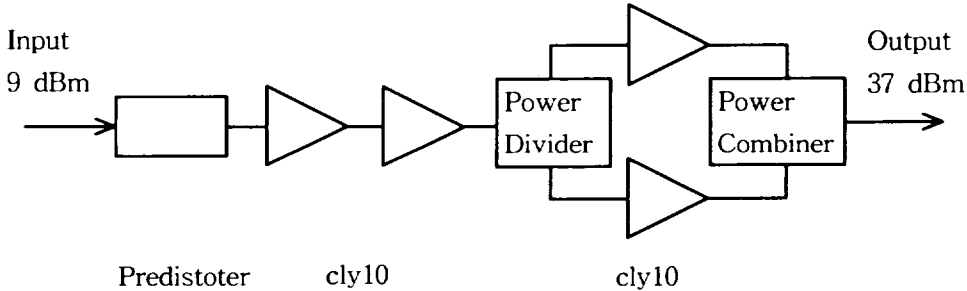 Input
9 dBm
Power
Divider
Power
Combiner
Output
37 dBm
Predistoter
cly10
cly10